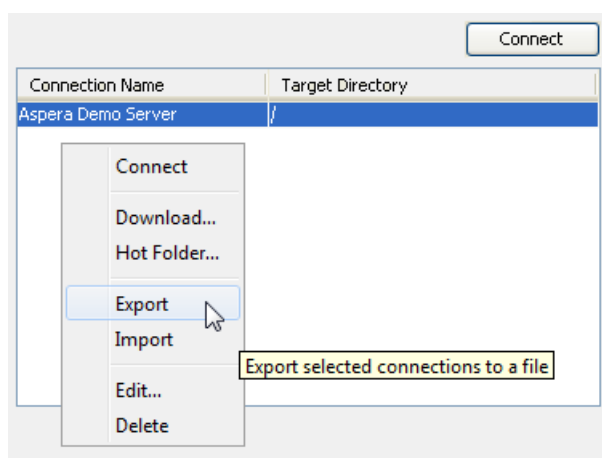 Connect
Connection Name Target Directory
Aspera Demo Server /
Connect
Download...
Hot Folder...
Export
Import
Export selected connections to a file
Edit...
Delete